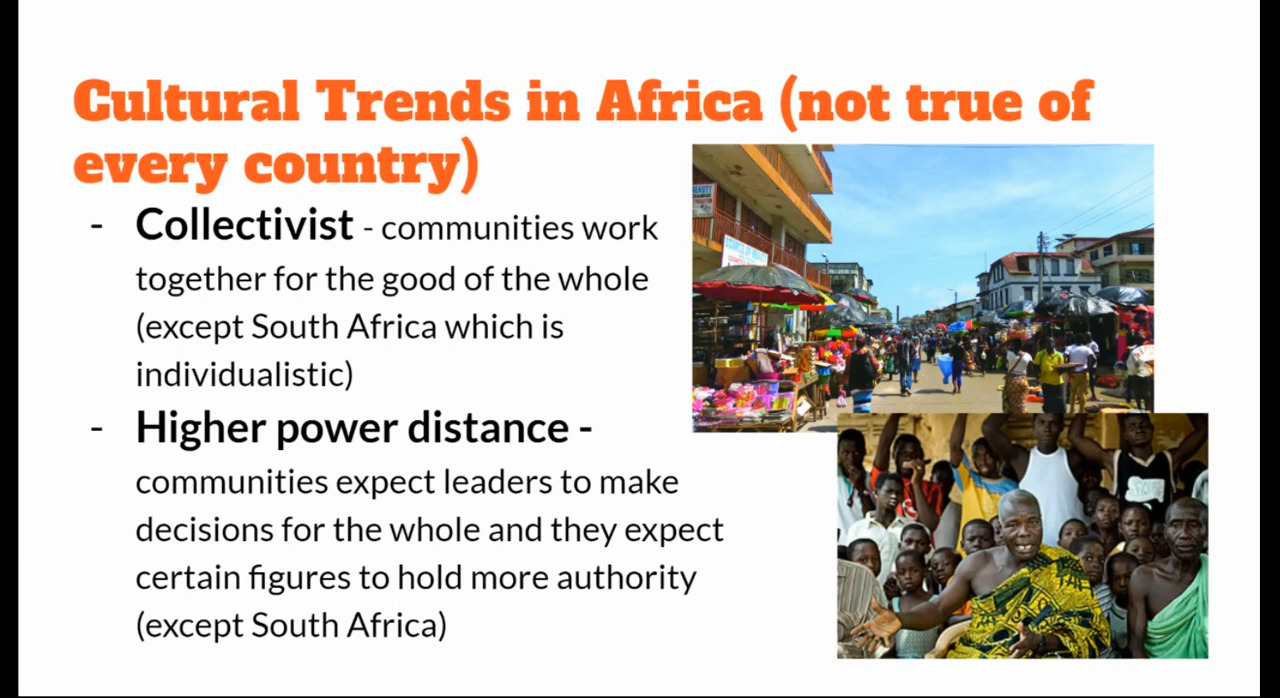 Cultural Trends in Africa (not true of
every country)
- Collectivist - communities work
together for the good of the whole
(except South Africa which is
individualistic)
- Higher power distance -
communities expect leaders to make
decisions for the whole and they expect
certain figures to hold more authority
(except South Africa)